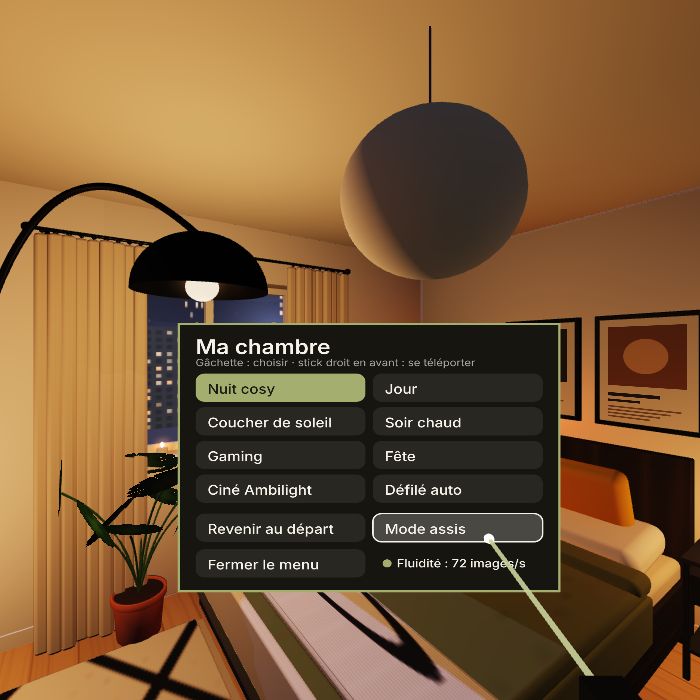 Ma chambre
Gâchette : choisir · stick droit en avant : se téléporter
Nuit cosy
Jour
Coucher de soleil
Soir chaud
Gaming
Fête
Ciné Ambilight
Défilé auto
Revenir au départ
Mode assis
Fermer le menu
Fluidité : 72 images/s